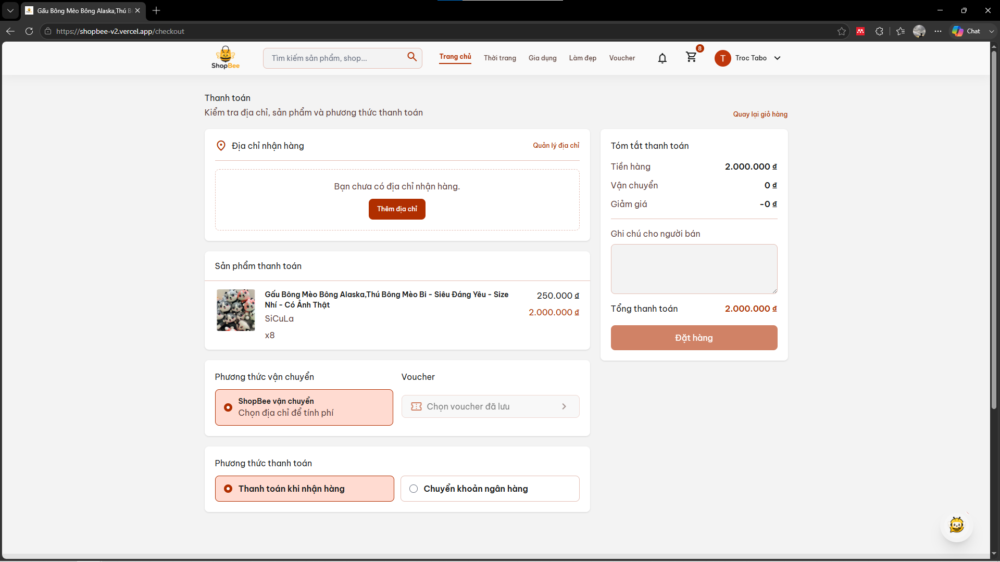 Gấu Bông Mèo Bông Alaska,Thú B
https://shopbee-v2.vercel.app/checkout
Chat
ShopBee
Tìm kiếm sản phẩm, shop...
Trang chủ
Thời trang
Gia dụng
Làm đẹp
Voucher
8
T
Troc Tabo
Thanh toán
Kiểm tra địa chỉ, sản phẩm và phương thức thanh toán
Quay lại giỏ hàng
Địa chỉ nhận hàng
Quản lý địa chỉ
Bạn chưa có địa chỉ nhận hàng.
Thêm địa chỉ
Sản phẩm thanh toán
Gấu Bông Mèo Bông Alaska,Thú Bông Mèo Bi - Siêu Đáng Yêu - Size
Nhí - Có Ảnh Thật
SiCuLa
x8
250.000 ₫
2.000.000 ₫
Phương thức vận chuyển
ShopBee vận chuyển
Chọn địa chỉ để tính phí
Voucher
Chọn voucher đã lưu
Phương thức thanh toán
Thanh toán khi nhận hàng
Chuyển khoản ngân hàng
Tóm tắt thanh toán
Tiền hàng
2.000.000 ₫
Vận chuyển
0 ₫
Giảm giá
-0 ₫
Ghi chú cho người bán
Tổng thanh toán
2.000.000 ₫
Đặt hàng